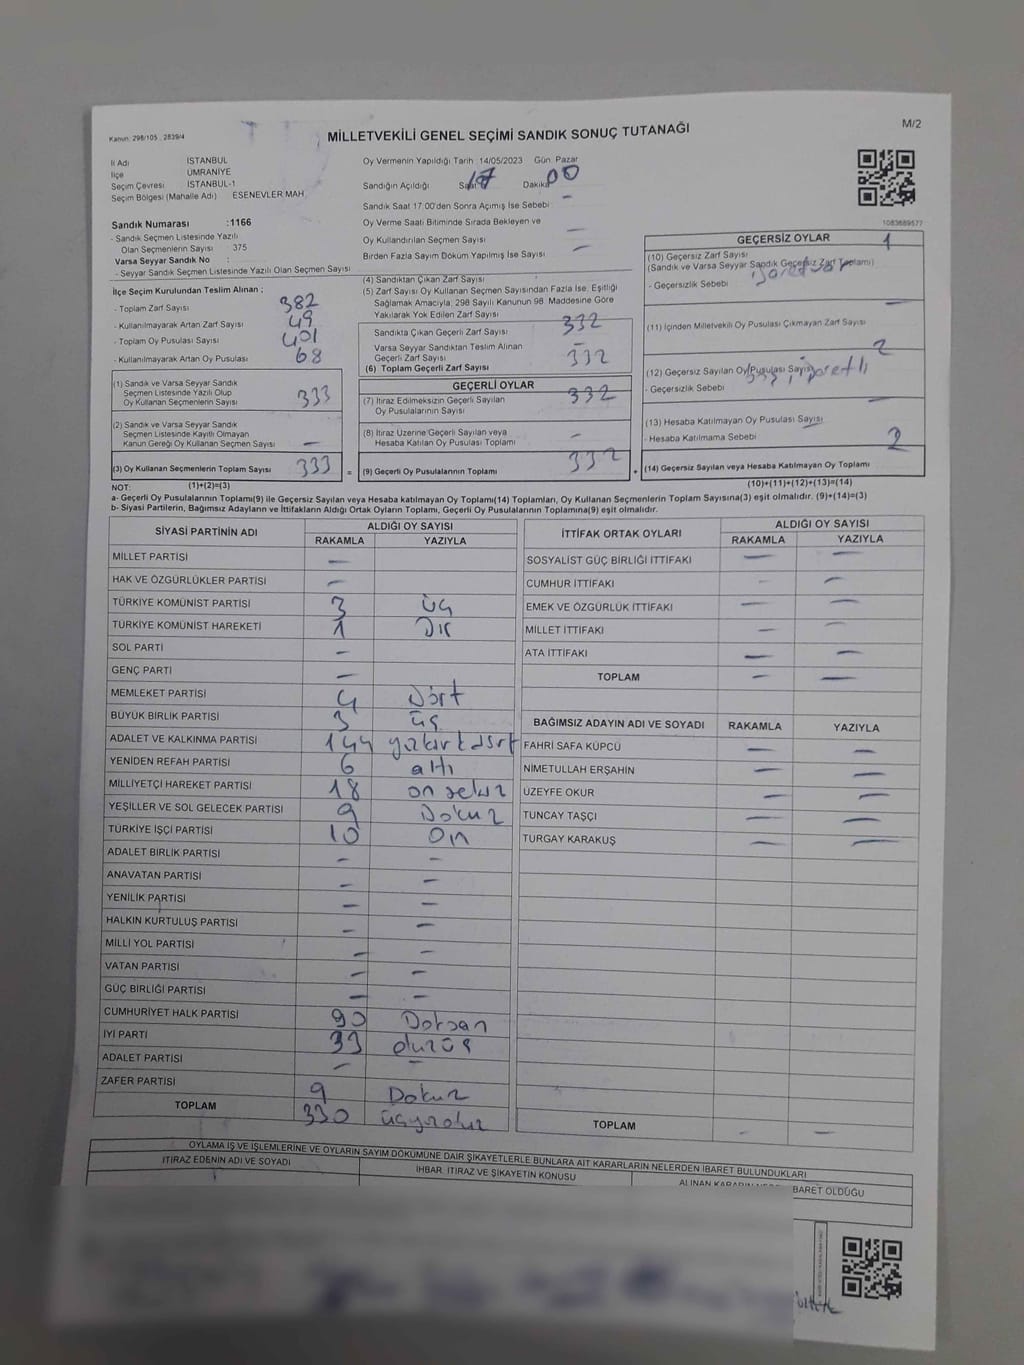 Kanun: 298/105 , 2839/4
MİLLETVEKİLİ GENEL SEÇİMİ SANDIK SONUÇ TUTANAĞI
M/2
İl Adı İSTANBUL
İlçe ÜMRANİYE
Seçim Çevresi İSTANBUL-1
Seçim Bölgesi (Mahalle Adı) ESENEVLER MAH.
Oy Vermenin Yapıldığı Tarih 14/05/2023 Gün Pazar
Sandığın Açıldığı Saat 17 Dakika 00
Sandık Saat 17.00'den Sonra Açımış İse Sebebi –
Oy Verme Saati Bitiminde Sırada Bekleyen ve
Oy Kullandırılan Seçmen Sayısı –
Birden Fazla Sayım Döküm Yapılmış İse Sayısı –
Sandık Numarası :1166
- Sandık Seçmen Listesinde Yazılı
Olan Seçmenlerin Sayısı 375
Varsa Seyyar Sandık No :
- Seyyar Sandık Seçmen Listesinde Yazılı Olan Seçmen Sayısı
1083689577
İlçe Seçim Kurulundan Teslim Alınan ;
- Toplam Zarf Sayısı 382
- Kullanılmayarak Artan Zarf Sayısı 49
- Toplam Oy Pusulası Sayısı 401
- Kullanılmayarak Artan Oy Pusulası 68
(1) Sandık ve Varsa Seyyar Sandık
Seçmen Listesinde Yazılı Olup
Oy Kullanan Seçmenlerin Sayısı 333
(2) Sandık ve Varsa Seyyar Sandık
Seçmen Listesinde Kayıtlı Olmayan
Kanun Gereği Oy Kullanan Seçmen Sayısı –
(3) Oy Kullanan Seçmenlerin Toplam Sayısı 333 =
(4) Sandıktan Çıkan Zarf Sayısı
(5) Zarf Sayısı Oy Kullanan Seçmen Sayısından Fazla İse, Eşitliği
Sağlamak Amacıyla, 298 Sayılı Kanunun 98. Maddesine Göre
Yakılarak Yok Edilen Zarf Sayısı
Sandıkta Çıkan Geçerli Zarf Sayısı 332
Varsa Seyyar Sandıktan Teslim Alınan
Geçerli Zarf Sayısı –
(6) Toplam Geçerli Zarf Sayısı 332
GEÇERLİ OYLAR
(7) İtiraz Edilmeksizin Geçerli Sayılan
Oy Pusulalarının Sayısı 332
(8) İtiraz Üzerine Geçerli Sayılan veya
Hesaba Katılan Oy Pusulası Toplamı –
(9) Geçerli Oy Pusulalarının Toplamı 332 +
GEÇERSİZ OYLAR
(10) Geçersiz Zarf Sayısı 1
(Sandık ve Varsa Seyyar Sandık Geçersiz Zarf Toplamı)
- Geçersizlik Sebebi
(11) İçinden Milletvekili Oy Pusulası Çıkmayan Zarf Sayısı –
(12) Geçersiz Sayılan Oy Pusulası Sayısı 2
- Geçersizlik Sebebi
(13) Hesaba Katılmayan Oy Pusulası Sayısı –
- Hesaba Katılmama Sebebi –
(14) Geçersiz Sayılan veya Hesaba Katılmayan Oy Toplamı
NOT: (1)+(2)=(3)
(10)+(11)+(12)+(13)=(14)
a- Geçerli Oy Pusulalarının Toplamı(9) ile Geçersiz Sayılan veya Hesaba katılmayan Oy Toplamı(14) Toplamları, Oy Kullanan Seçmenlerin Toplam Sayısına(3) eşit olmalıdır. (9)+(14)=(3)
b- Siyasi Partilerin, Bağımsız Adayların ve İttifakların Aldığı Ortak Oyların Toplamı, Geçerli Oy Pusulalarının Toplamına(9) eşit olmalıdır.
SİYASİ PARTİNİN ADI ALDIĞI OY SAYISI
RAKAMLA YAZIYLA
MİLLET PARTİSİ –
HAK VE ÖZGÜRLÜKLER PARTİSİ –
TÜRKİYE KOMÜNİST PARTİSİ 3 üç
TÜRKİYE KOMÜNİST HAREKETİ 1 Bir
SOL PARTİ –
GENÇ PARTİ –
MEMLEKET PARTİSİ 4 Dört
BÜYÜK BİRLİK PARTİSİ 3 üç
ADALET VE KALKINMA PARTİSİ 144 yüzkırkdört
YENİDEN REFAH PARTİSİ 6 altı
MİLLİYETÇİ HAREKET PARTİSİ 18 on sekiz
YEŞİLLER VE SOL GELECEK PARTİSİ 9 Dokuz
TÜRKİYE İŞÇİ PARTİSİ 10 On
ADALET BİRLİK PARTİSİ – –
ANAVATAN PARTİSİ – –
YENİLİK PARTİSİ – –
HALKIN KURTULUŞ PARTİSİ – –
MİLLİ YOL PARTİSİ – –
VATAN PARTİSİ – –
GÜÇ BİRLİĞİ PARTİSİ – –
CUMHURİYET HALK PARTİSİ 90 Doksan
İYİ PARTİ 33 otuzüç
ADALET PARTİSİ – –
ZAFER PARTİSİ 9 Dokuz
TOPLAM 330 üçyüzotuz
İTTİFAK ORTAK OYLARI ALDIĞI OY SAYISI
RAKAMLA YAZIYLA
SOSYALİST GÜÇ BİRLİĞİ İTTİFAKI – –
CUMHUR İTTİFAKI – –
EMEK VE ÖZGÜRLÜK İTTİFAKI – –
MİLLET İTTİFAKI – –
ATA İTTİFAKI – –
TOPLAM – –
BAĞIMSIZ ADAYIN ADI VE SOYADI RAKAMLA YAZIYLA
FAHRİ SAFA KÜPCÜ – –
NİMETULLAH ERŞAHİN – –
ÜZEYFE OKUR – –
TUNCAY TAŞÇI – –
TURGAY KARAKUŞ – –
TOPLAM – –
OYLAMA İŞ VE İŞLEMLERİNE VE OYLARIN SAYIM DÖKÜMÜNE DAİR ŞİKAYETLERLE BUNLARA AİT KARARLARIN NELERDEN İBARET BULUNDUKLARI
İTİRAZ EDENİN ADI VE SOYADI
İHBAR, İTİRAZ VE ŞİKAYETİN KONUSU
BARET OLDUĞU